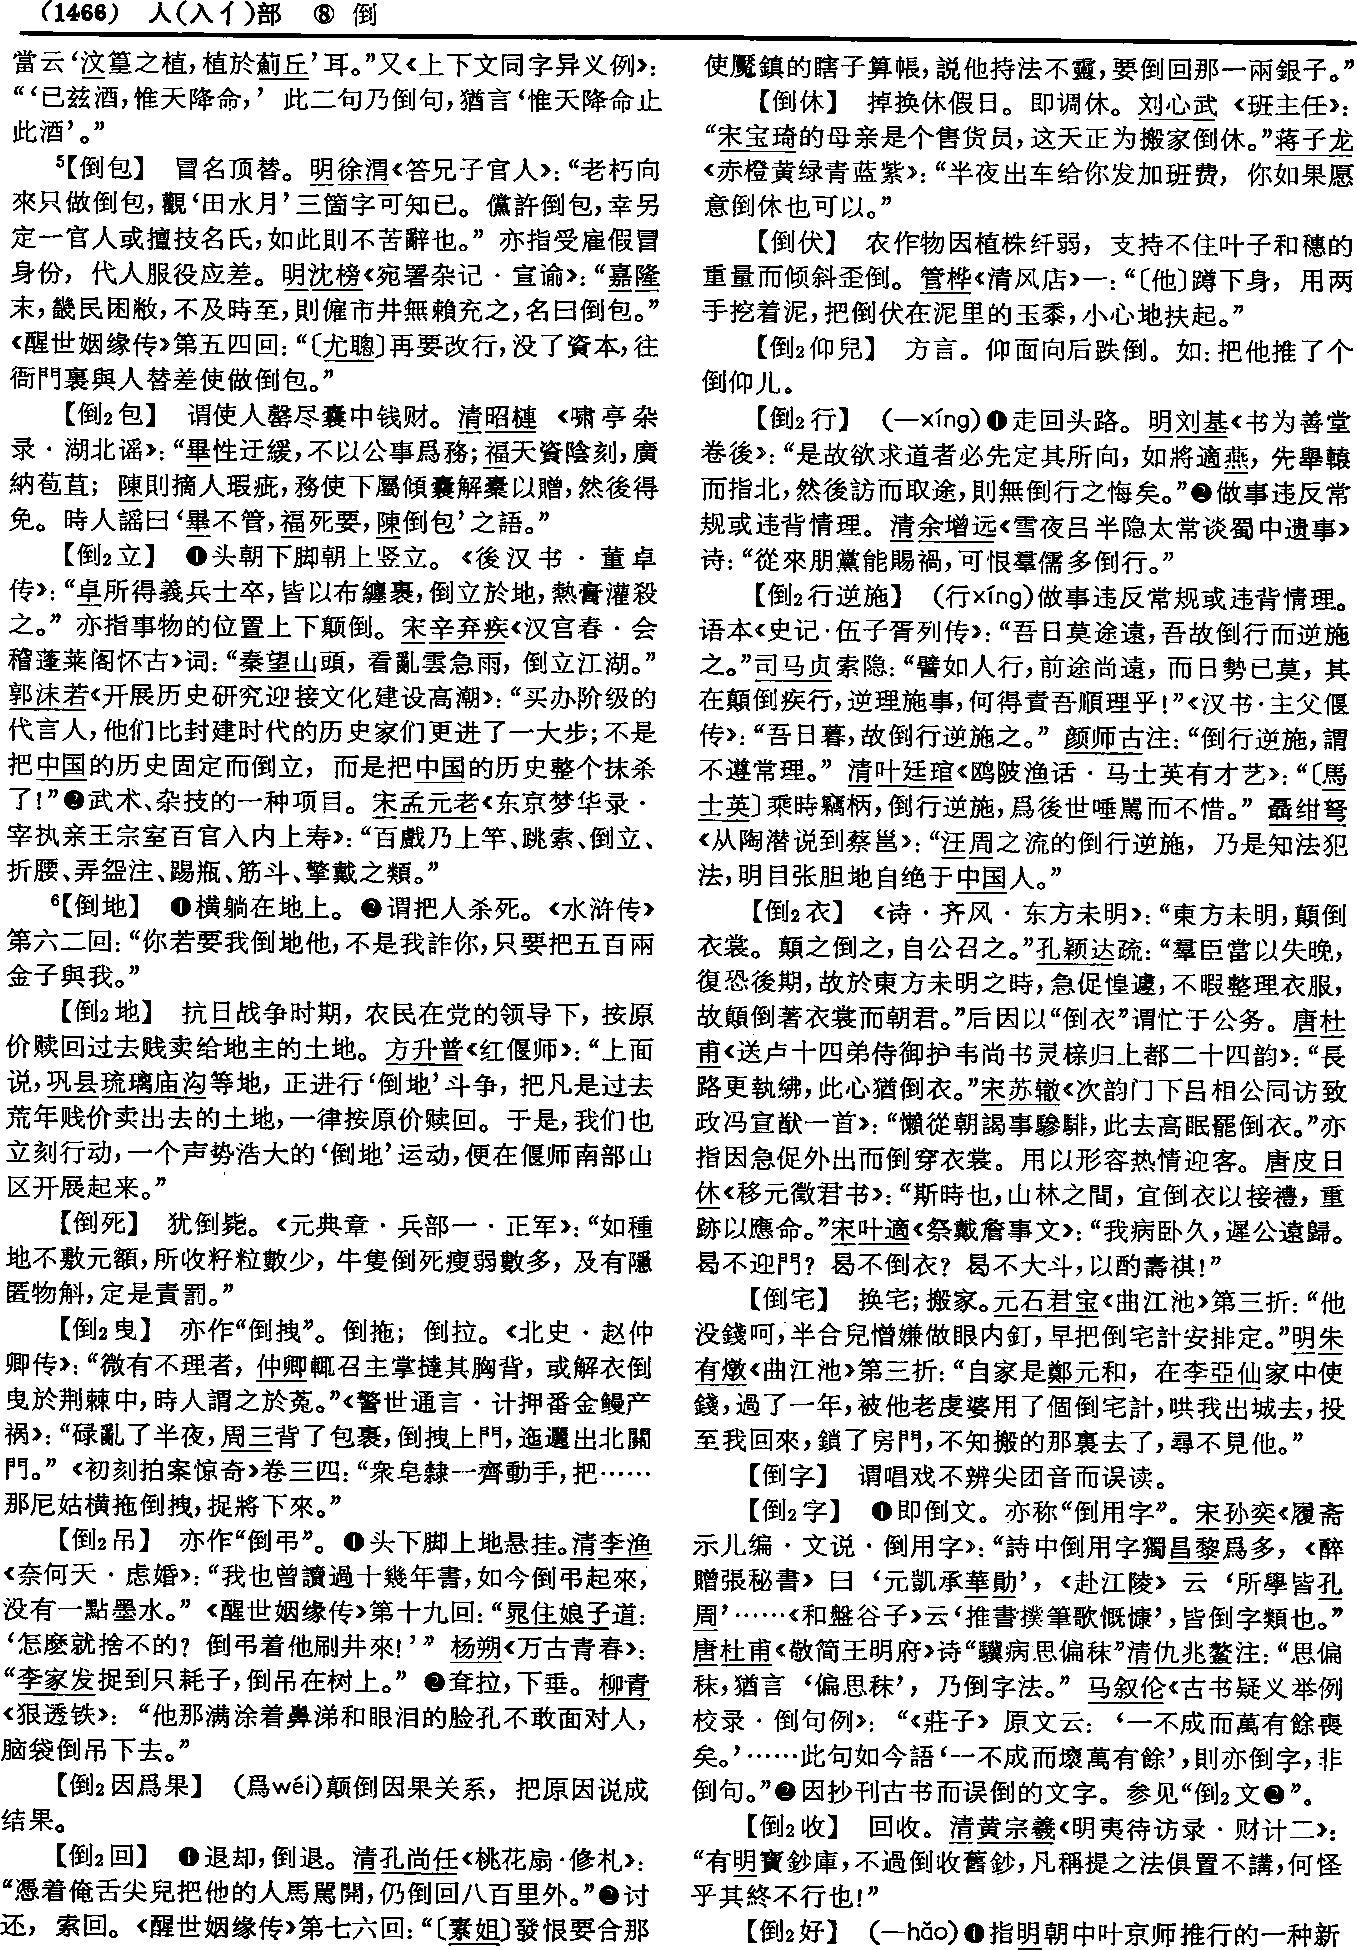 (1466) 人(入亻)部 ⑧ 倒
當云‘汶篁之植，植於薊丘’耳。”又《上下文同字异义例》：
“‘已兹酒，惟天降命，’ 此二句乃倒句，猶言‘惟天降命止
此酒’。”
⁵【倒包】 冒名顶替。明徐渭《答兄子官人》：“老朽向
來只做倒包，觀‘田水月’三箇字可知已。儻許倒包，幸另
定一官人或擅技名氏，如此則不苦辭也。” 亦指受雇假冒
身份，代人服役应差。明沈榜《宛署杂记·宣谕》：“嘉隆
末，畿民困敝，不及時至，則僱市井無賴充之，名曰倒包。”
《醒世姻缘传》第五四回：“〔尤聰〕再要改行，没了資本，往
衙門裏與人替差使做倒包。”
【倒₂包】 谓使人罄尽囊中钱财。清昭槤《啸亭杂
录·湖北谣》：“畢性迂緩，不以公事爲務；福天資陰刻，廣
納苞苴；陳則摘人瑕疵，務使下屬傾囊解橐以贈，然後得
免。時人謡曰‘畢不管，福死要，陳倒包’之語。”
【倒₂立】 ❶头朝下脚朝上竖立。《後汉书·董卓
传》：“卓所得義兵士卒，皆以布纏裹，倒立於地，熱膏灌殺
之。” 亦指事物的位置上下颠倒。宋辛弃疾《汉宫春·会
稽蓬莱阁怀古》词：“秦望山頭，看亂雲急雨，倒立江湖。”
郭沫若《开展历史研究迎接文化建设高潮》：“买办阶级的
代言人，他们比封建时代的历史家们更进了一大步；不是
把中国的历史固定而倒立，而是把中国的历史整个抹杀
了！”❷武术、杂技的一种项目。宋孟元老《东京梦华录·
宰执亲王宗室百官入内上寿》：“百戲乃上竿、跳索、倒立、
折腰、弄盌注、踢瓶、筋斗、擎戴之類。”
⁶【倒地】 ❶横躺在地上。❷谓把人杀死。《水浒传》
第六二回：“你若要我倒地他，不是我詐你，只要把五百兩
金子與我。”
【倒₂地】 抗日战争时期，农民在党的领导下，按原
价赎回过去贱卖给地主的土地。方升普《红偃师》：“上面
说，巩县琉璃庙沟等地，正进行‘倒地’斗争，把凡是过去
荒年贱价卖出去的土地，一律按原价赎回。于是，我们也
立刻行动，一个声势浩大的‘倒地’运动，便在偃师南部山
区开展起来。”
【倒死】 犹倒毙。《元典章·兵部一·正军》：“如種
地不敷元額，所收籽粒數少，牛隻倒死瘦弱數多，及有隱
匿物斛，定是責罰。”
【倒₂曳】 亦作“倒拽”。倒拖；倒拉。《北史·赵仲
卿传》：“微有不理者，仲卿輒召主掌撻其胸背，或解衣倒
曳於荆棘中，時人謂之於菟。”《警世通言·计押番金鳗产
祸》：“碌亂了半夜，周三背了包裹，倒拽上門，迤邐出北關
門。”《初刻拍案惊奇》卷三四：“衆皂隸一齊動手，把……
那尼姑横拖倒拽，捉將下來。”
【倒₂吊】 亦作“倒弔”。❶头下脚上地悬挂。清李渔
《奈何天·虑婚》：“我也曾讀過十幾年書，如今倒弔起來，
没有一點墨水。”《醒世姻缘传》第十九回：“晁住娘子道：
‘怎麽就捨不的？倒弔着他刷井來！’” 杨朔《万古青春》：
“李家发捉到只耗子，倒吊在树上。” ❷耷拉，下垂。柳青
《狠透铁》：“他那满涂着鼻涕和眼泪的脸孔不敢面对人，
脑袋倒吊下去。”
【倒₂因爲果】 （爲wéi）颠倒因果关系，把原因说成
结果。
【倒₂回】 ❶退却，倒退。清孔尚任《桃花扇·修札》：
“憑着俺舌尖兒把他的人馬罵開，仍倒回八百里外。”❷讨
还，索回。《醒世姻缘传》第七六回：“〔素姐〕發恨要合那
使魘鎮的瞎子算帳，説他持法不靈，要倒回那一兩銀子。”
【倒休】 掉换休假日。即调休。刘心武《班主任》：
“宋宝琦的母亲是个售货员，这天正为搬家倒休。”蒋子龙
《赤橙黄绿青蓝紫》：“半夜出车给你发加班费，你如果愿
意倒休也可以。”
【倒伏】 农作物因植株纤弱，支持不住叶子和穗的
重量而倾斜歪倒。管桦《清风店》一：“〔他〕蹲下身，用两
手挖着泥，把倒伏在泥里的玉黍，小心地扶起。”
【倒₂仰兒】 方言。仰面向后跌倒。如：把他推了个
倒仰儿。
【倒₂行】 （—xíng）❶走回头路。明刘基《书为善堂
卷後》：“是故欲求道者必先定其所向，如將適燕，先舉轅
而指北，然後訪而取途，則無倒行之悔矣。”❷做事违反常
规或违背情理。清余增远《雪夜吕半隐太常谈蜀中遗事》
诗：“從來朋黨能賜禍，可恨羣儒多倒行。”
【倒₂行逆施】 （行xíng）做事违反常规或违背情理。
语本《史记·伍子胥列传》：“吾日莫途遠，吾故倒行而逆施
之。”司马贞索隐：“譬如人行，前途尚遠，而日勢已莫，其
在顛倒疾行，逆理施事，何得責吾順理乎！”《汉书·主父偃
传》：“吾日暮，故倒行逆施之。” 颜师古注：“倒行逆施，謂
不遵常理。” 清叶廷琯《鸥陂渔话·马士英有才艺》：“〔馬
士英〕乘時竊柄，倒行逆施，爲後世唾罵而不惜。” 聶绀弩
《从陶潜说到蔡邕》：“汪周之流的倒行逆施，乃是知法犯
法，明目张胆地自绝于中国人。”
【倒₂衣】 《诗·齐风·东方未明》：“東方未明，顛倒
衣裳。顛之倒之，自公召之。”孔颖达疏：“羣臣當以失晚，
復恐後期，故於東方未明之時，急促惶遽，不暇整理衣服，
故顛倒著衣裳而朝君。”后因以“倒衣”谓忙于公务。唐杜
甫《送卢十四弟侍御护韦尚书灵榇归上都二十四韵》：“長
路更執紼，此心猶倒衣。”宋苏辙《次韵门下吕相公同访致
政冯宣猷一首》：“懶從朝謁事驂騑，此去高眠罷倒衣。”亦
指因急促外出而倒穿衣裳。用以形容热情迎客。唐皮日
休《移元徵君书》：“斯時也，山林之間，宜倒衣以接禮，重
跡以應命。”宋叶適《祭戴詹事文》：“我病卧久，遲公遠歸。
曷不迎門？曷不倒衣？曷不大斗，以酌壽祺！”
【倒宅】 换宅；搬家。元石君宝《曲江池》第三折：“他
没錢呵，半合兒憎嫌做眼内釘，早把倒宅計安排定。”明朱
有燉《曲江池》第三折：“自家是鄭元和，在李亞仙家中使
錢，過了一年，被他老虔婆用了個倒宅計，哄我出城去，投
至我回來，鎖了房門，不知搬的那裏去了，尋不見他。”
【倒字】 谓唱戏不辨尖团音而误读。
【倒₂字】 ❶即倒文。亦称“倒用字”。宋孙奕《履斋
示儿编·文说·倒用字》：“詩中倒用字獨昌黎爲多，《醉
贈張秘書》曰‘元凱承華勛’，《赴江陵》云‘所學皆孔
周’……《和盤谷子》云‘推書撲筆歌慨慷’，皆倒字類也。”
唐杜甫《敬简王明府》诗“驥病思偏秣”清仇兆鳌注：“思偏
秣，猶言‘偏思秣’，乃倒字法。” 马叙伦《古书疑义举例
校录·倒句例》：“《莊子》原文云：‘一不成而萬有餘喪
矣。’……此句如今語‘一不成而壞萬有餘’，則亦倒字，非
倒句。”❷因抄刊古书而误倒的文字。参见“倒₂文❷”。
【倒₂收】 回收。清黄宗羲《明夷待访录·财计二》：
“有明寶鈔庫，不過倒收舊鈔，凡稱提之法俱置不講，何怪
乎其終不行也！”
【倒₂好】 （—hǎo）❶指明朝中叶京师推行的一种新